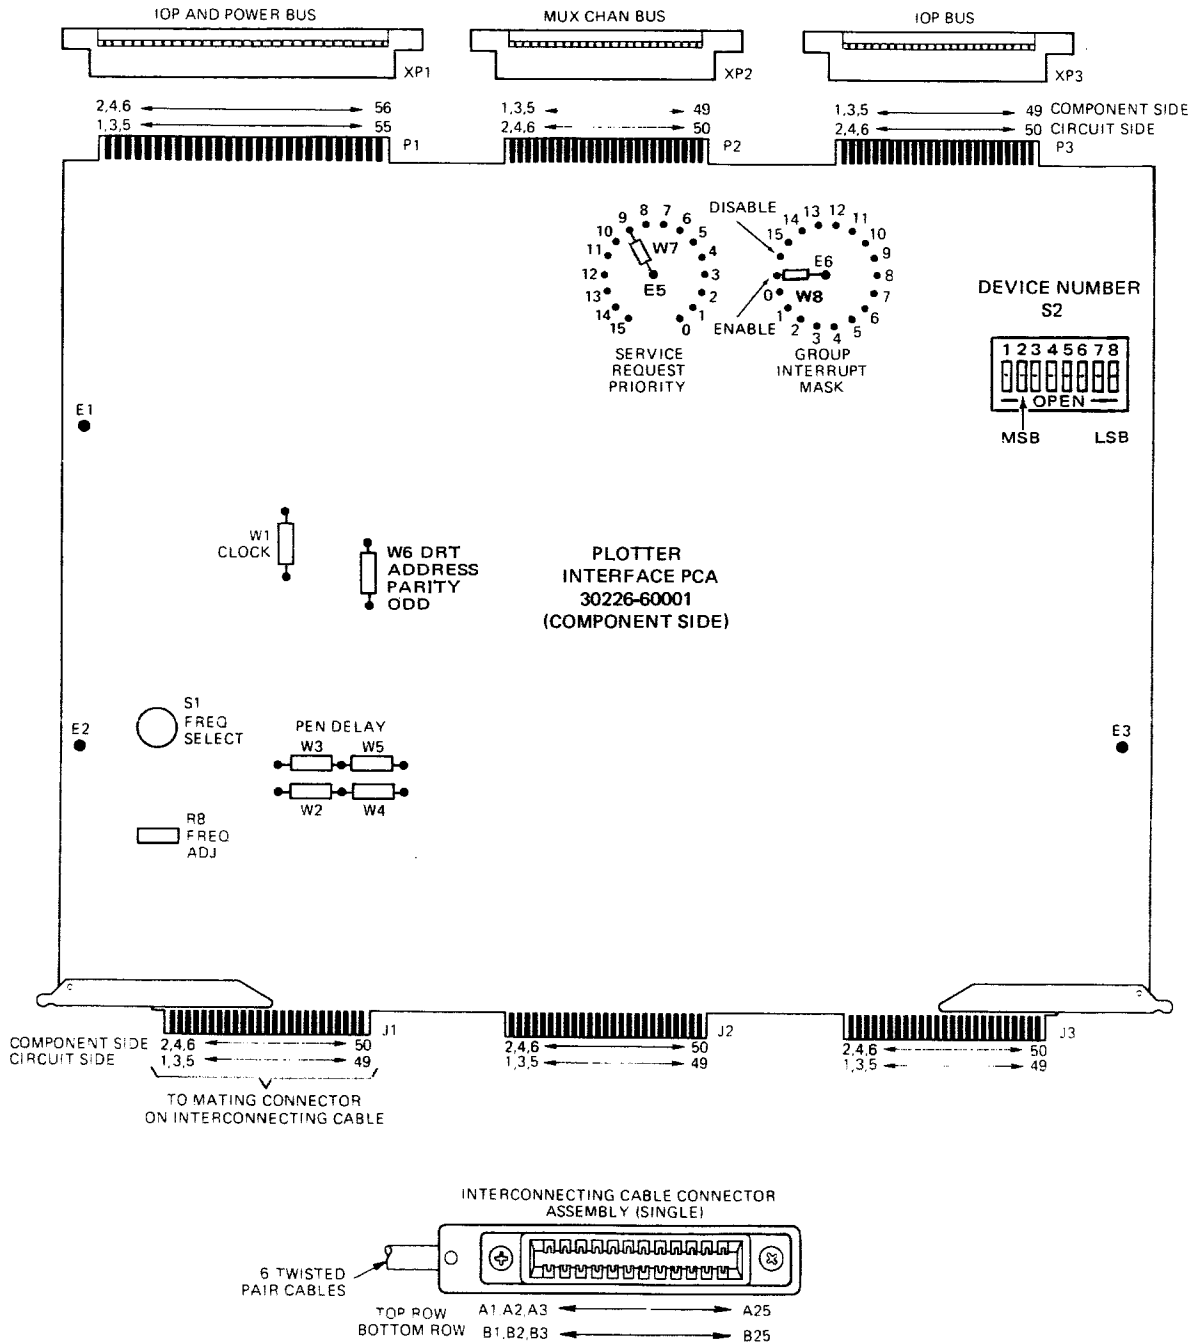 IOP AND POWER BUS
MUX CHAN BUS
IOP BUS
XP1
XP2
XP3
2,4,6 56
1,3,5 55
P1
1,3,5 49
2,4,6 50
P2
1,3,5 49 COMPONENT SIDE
2,4,6 50 CIRCUIT SIDE
P3
0 1 2 3 4 5 6 7 8 9 10 11 12 13 14 15
W7
E5
SERVICE
REQUEST
PRIORITY
DISABLE
ENABLE
0 1 2 3 4 5 6 7 8 9 10 11 12 13 14 15
E6
W8
GROUP
INTERRUPT
MASK
DEVICE NUMBER
S2
1 2 3 4 5 6 7 8
OPEN
MSB LSB
E1
W1
CLOCK
W6 DRT
ADDRESS
PARITY
ODD
PLOTTER
INTERFACE PCA
30226-60001
(COMPONENT SIDE)
E2
S1
FREQ
SELECT
PEN DELAY
W3 W5
W2 W4
E3
R8
FREQ
ADJ
J1
J2
J3
COMPONENT SIDE 2,4,6 50
CIRCUIT SIDE 1,3,5 49
2,4,6 50
1,3,5 49
2,4,6 50
1,3,5 49
TO MATING CONNECTOR
ON INTERCONNECTING CABLE
INTERCONNECTING CABLE CONNECTOR
ASSEMBLY (SINGLE)
6 TWISTED
PAIR CABLES
TOP ROW A1 A2,A3 A25
BOTTOM ROW B1,B2,B3 B25